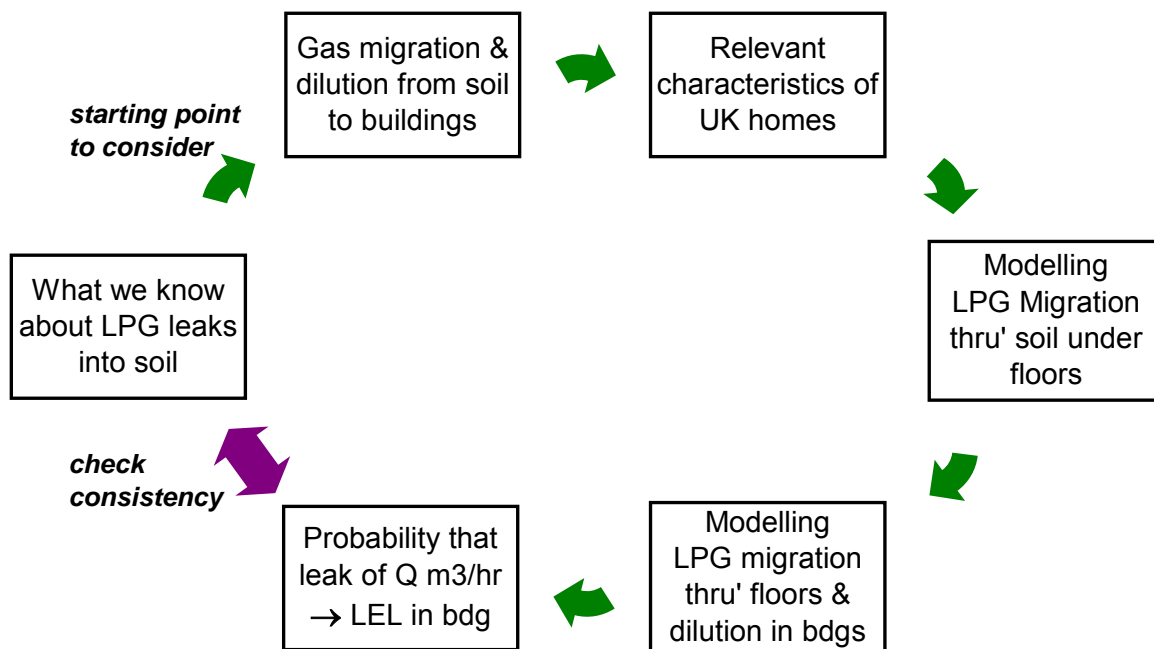 Gas migration &
dilution from soil
to buildings
Relevant
characteristics of
UK homes
starting point
to consider
What we know
about LPG leaks
into soil
Modelling
LPG Migration
thru' soil under
floors
check
consistency
Probability that
leak of Q m3/hr
→ LEL in bdg
Modelling
LPG migration
thru' floors &
dilution in bdgs